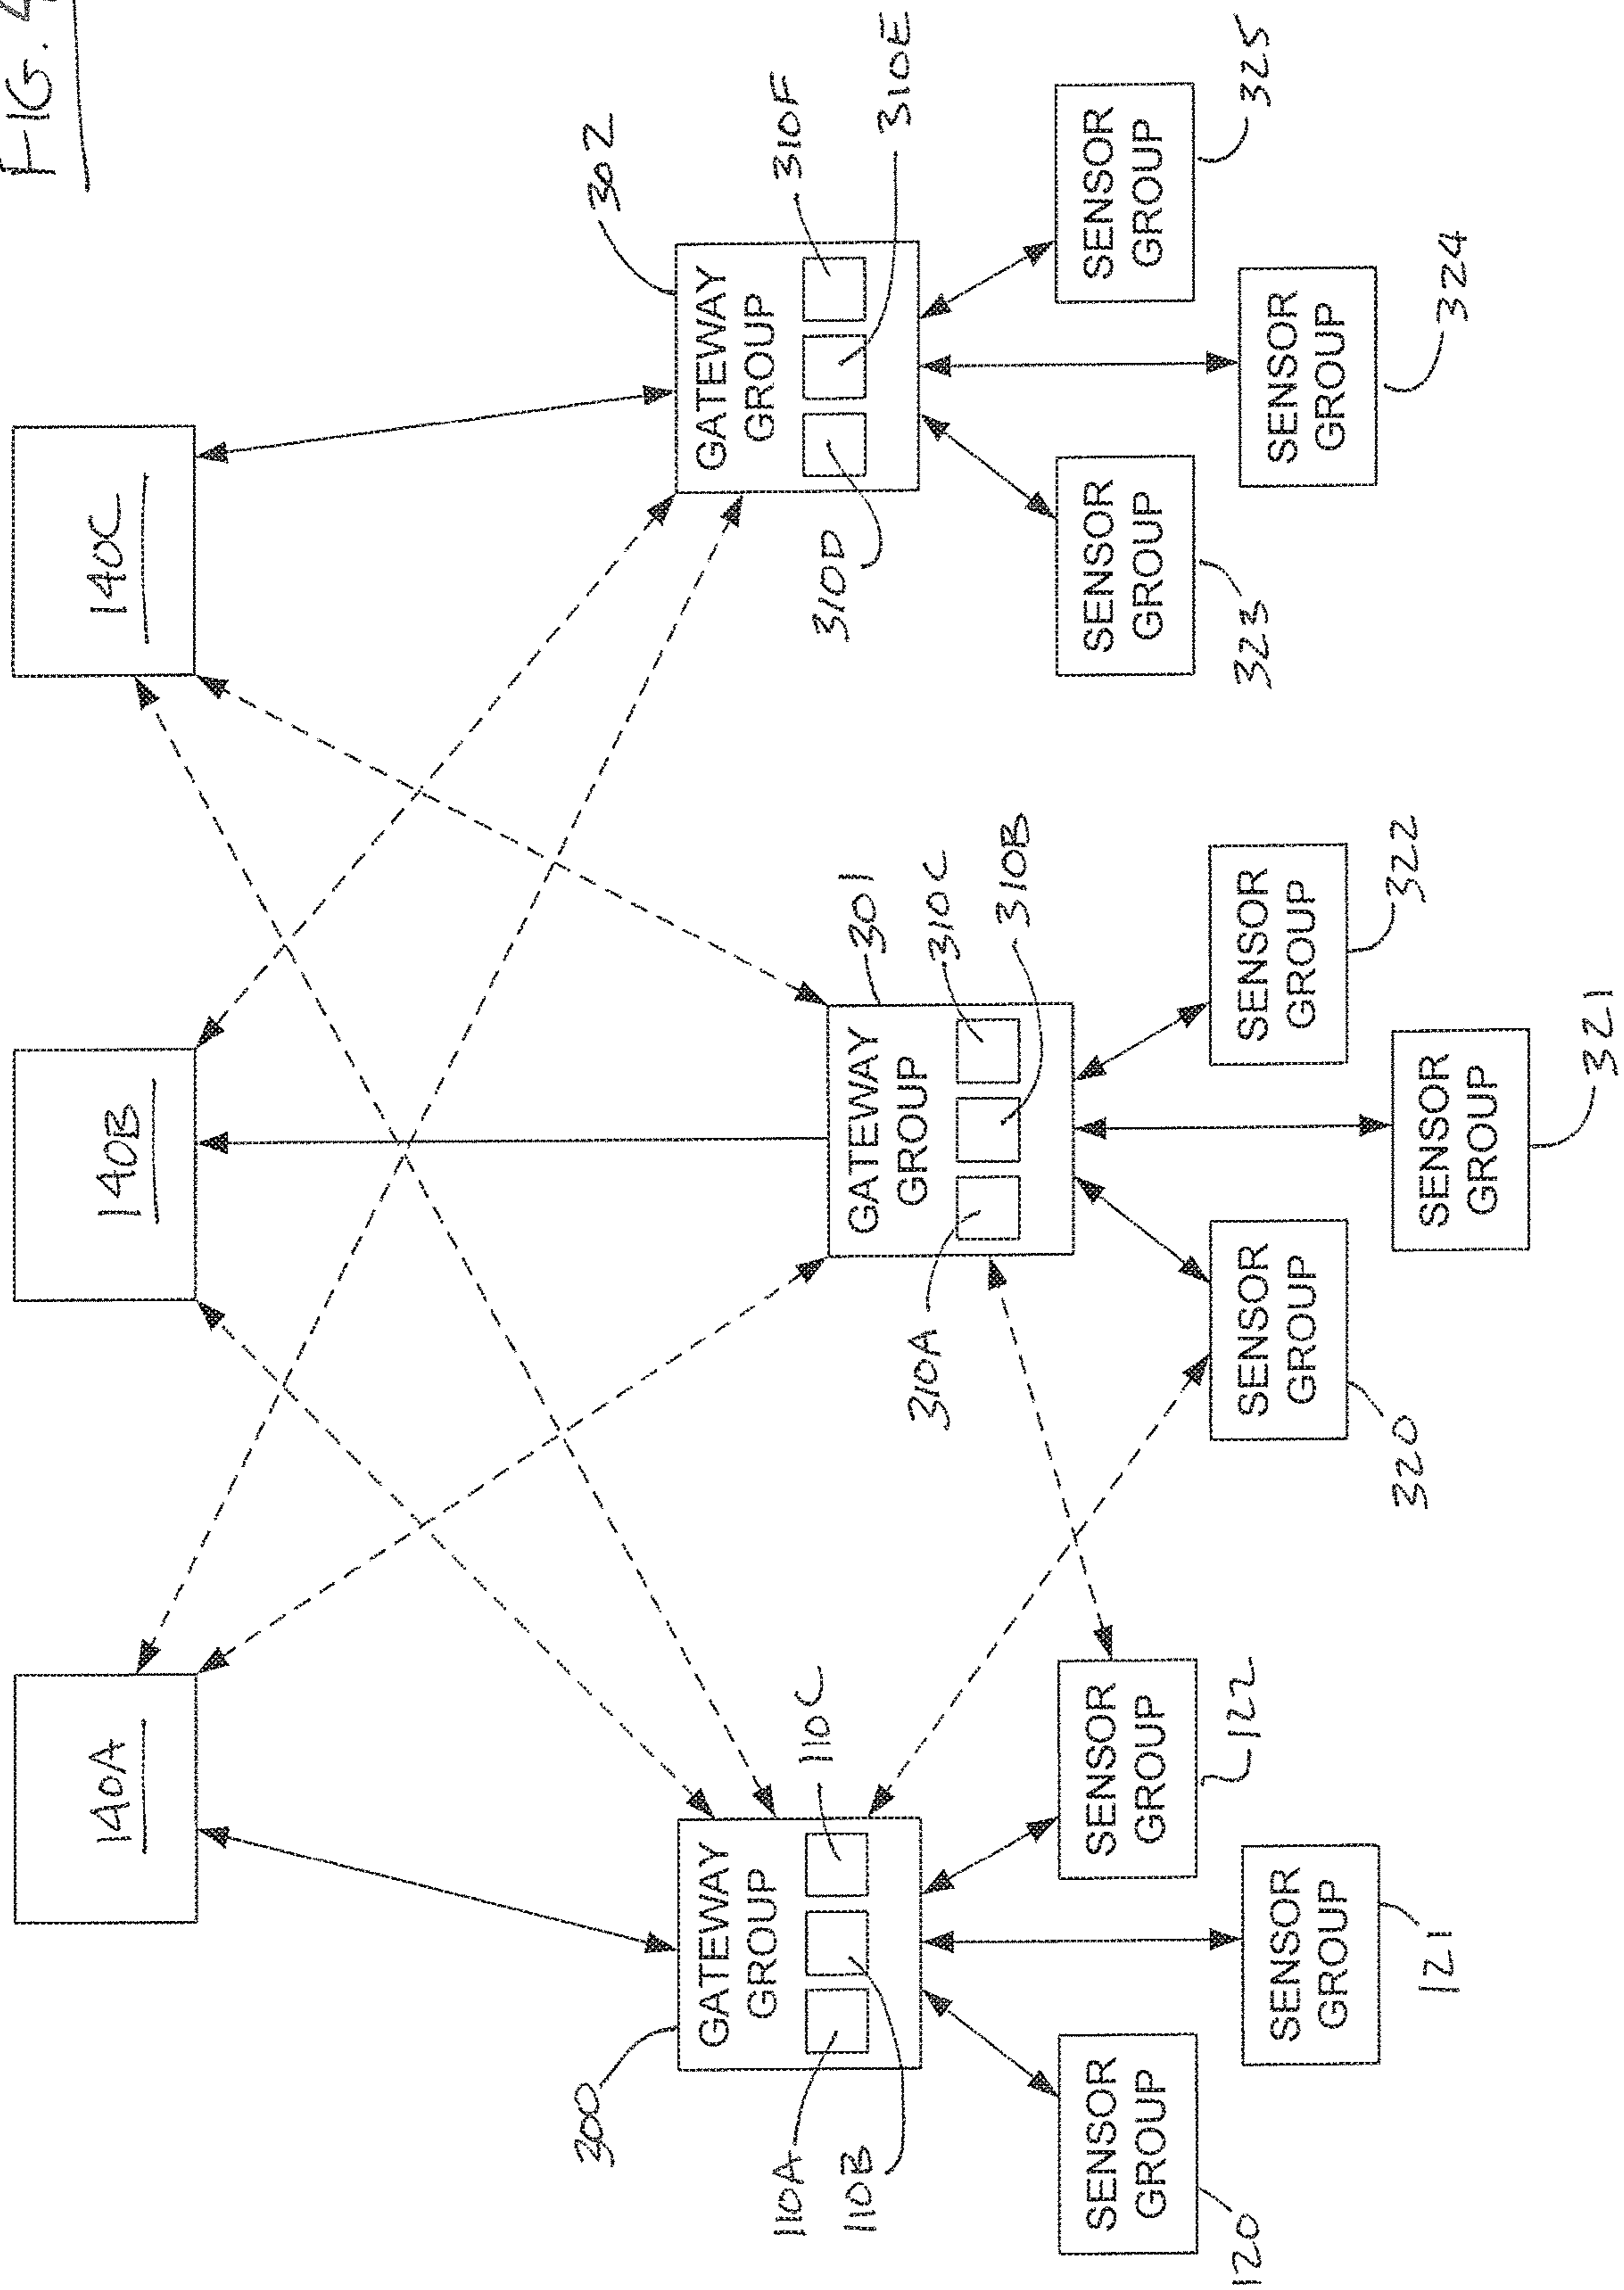 FIG. 4
140A
140B
140C
300
GATEWAY
GROUP
110A
110B
110C
301
GATEWAY
GROUP
310A
310C
310B
302
GATEWAY
GROUP
310D
310F
310E
SENSOR
GROUP
120
SENSOR
GROUP
121
SENSOR
GROUP
122
SENSOR
GROUP
320
SENSOR
GROUP
321
SENSOR
GROUP
322
SENSOR
GROUP
323
SENSOR
GROUP
324
SENSOR
GROUP
325